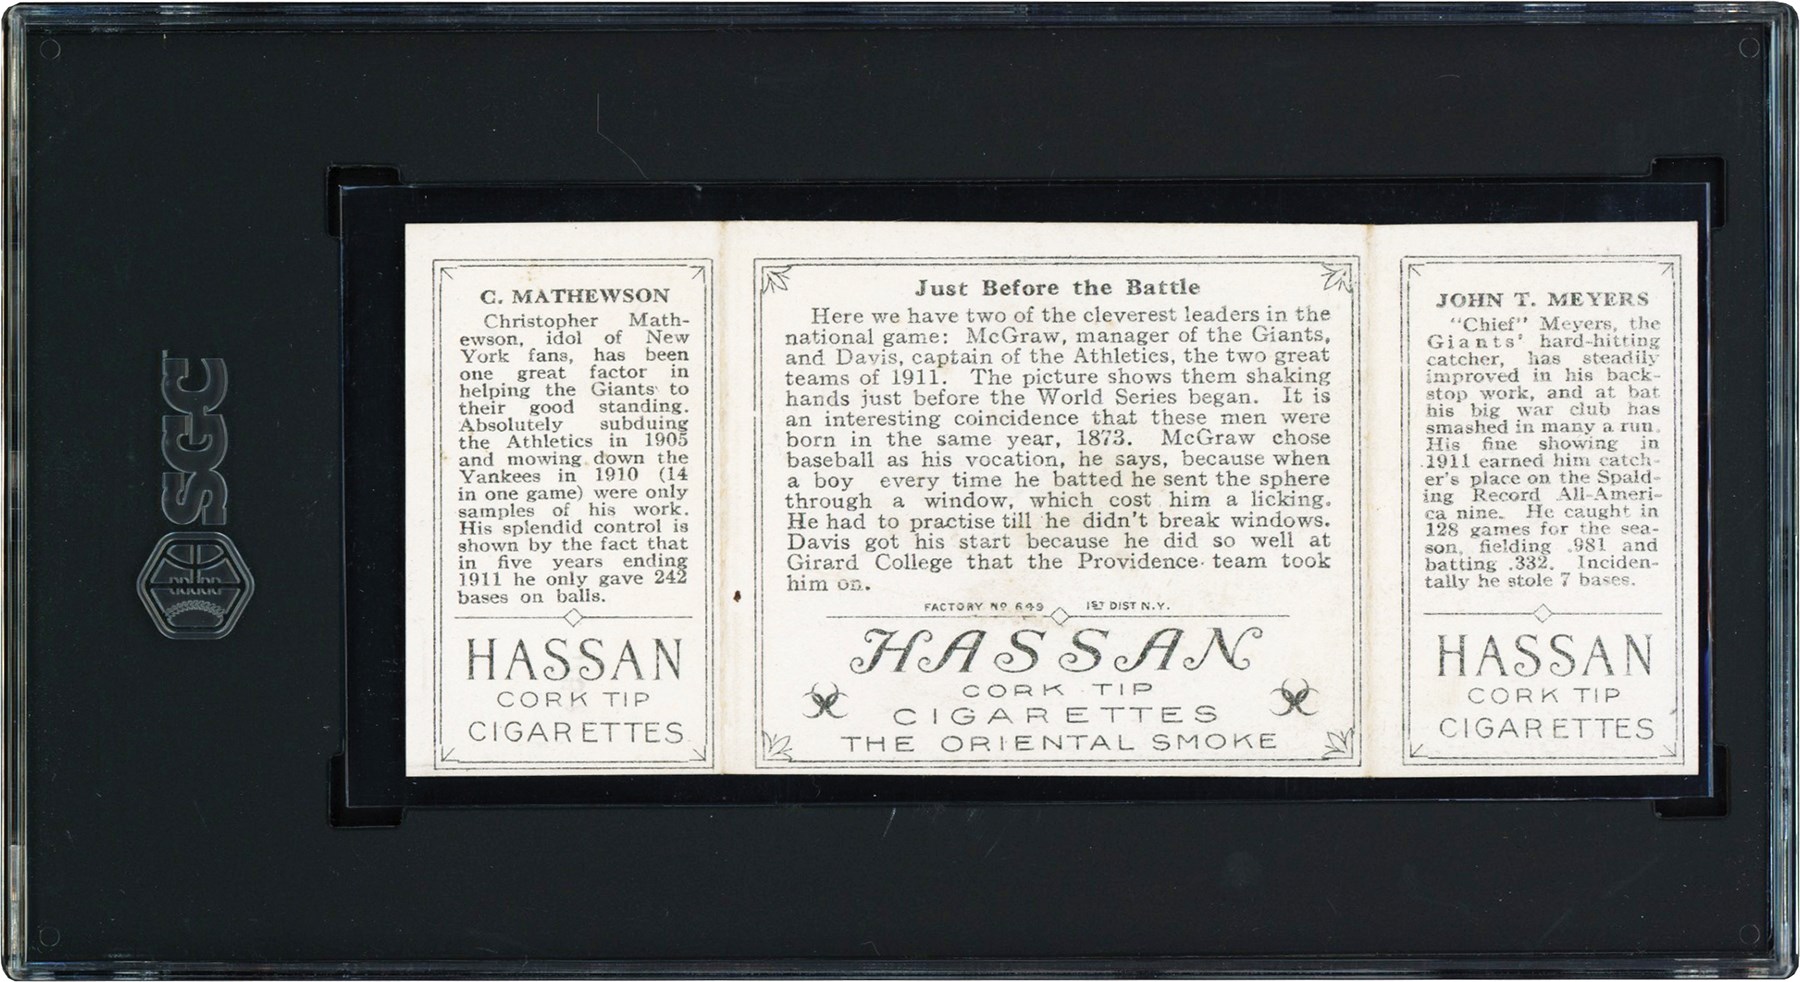 SGC
C. MATHEWSON
Christopher Math-
ewson, idol of New
York fans, has been
one great factor in
helping the Giants to
their good standing.
Absolutely subduing
the Athletics in 1905
and mowing down the
Yankees in 1910 (14
in one game) were only
samples of his work.
His splendid control is
shown by the fact that
in five years ending
1911 he only gave 242
bases on balls.
HASSAN
CORK TIP
CIGARETTES
Just Before the Battle
Here we have two of the cleverest leaders in the
national game: McGraw, manager of the Giants,
and Davis, captain of the Athletics, the two great
teams of 1911. The picture shows them shaking
hands just before the World Series began. It is
an interesting coincidence that these men were
born in the same year, 1873. McGraw chose
baseball as his vocation, he says, because when
a boy every time he batted he sent the sphere
through a window, which cost him a licking.
He had to practise till he didn't break windows.
Davis got his start because he did so well at
Girard College that the Providence team took
him on.
FACTORY Nº 649 1ST DIST N.Y.
HASSAN
CORK TIP
CIGARETTES
THE ORIENTAL SMOKE
JOHN T. MEYERS
"Chief" Meyers, the
Giants' hard-hitting
catcher, has steadily
improved in his back-
stop work, and at bat
his big war club has
smashed in many a run.
His fine showing in
1911 earned him catch-
er's place on the Spald-
ing Record All-Ameri-
ca nine. He caught in
128 games for the sea-
son, fielding .981 and
batting .332. Inciden-
tally he stole 7 bases.
HASSAN
CORK TIP
CIGARETTES